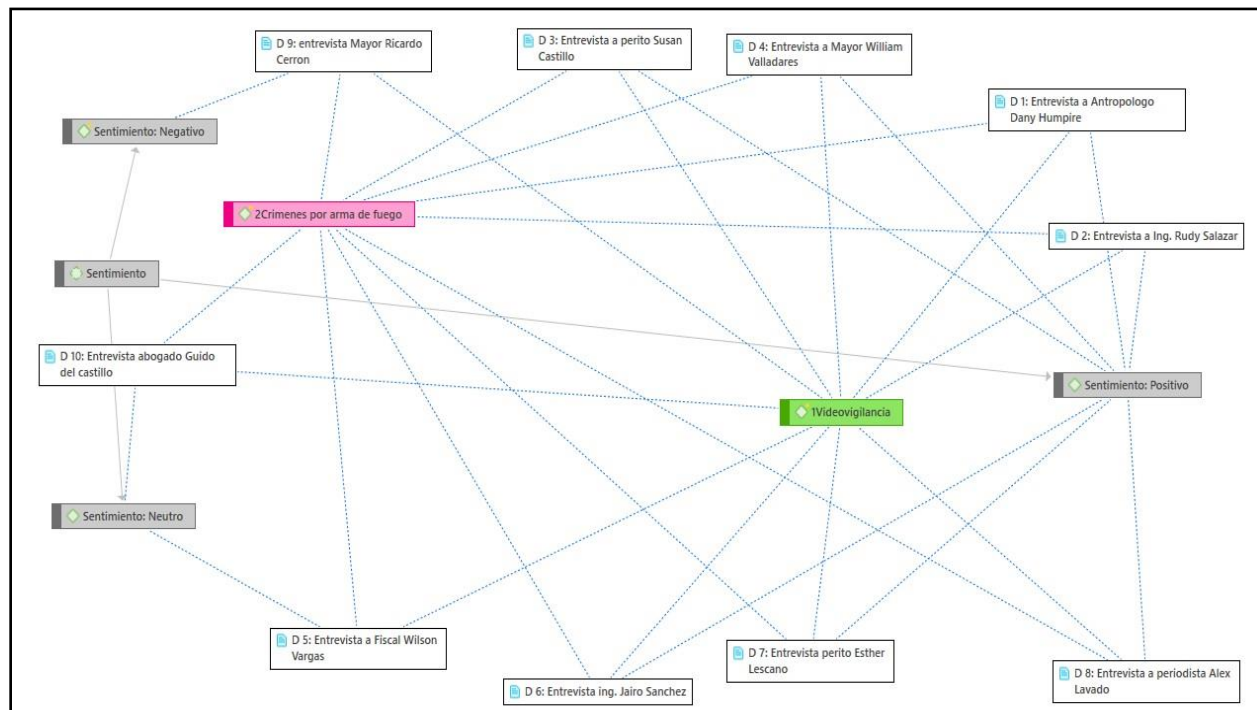 D 9: entrevista Mayor Ricardo
Cerron
D 3: Entrevista a perito Susan
Castillo
D 4: Entrevista a Mayor William
Valladares
D 1: Entrevista a Antropologo
Dany Humpire
Sentimiento: Negativo
2Crimenes por arma de fuego
D 2: Entrevista a Ing. Rudy Salazar
Sentimiento
D 10: Entrevista abogado Guido
del castillo
Sentimiento: Positivo
1Videovigilancia
Sentimiento: Neutro
D 5: Entrevista a Fiscal Wilson
Vargas
D 7: Entrevista perito Esther
Lescano
D 6: Entrevista ing. Jairo Sanchez
D 8: Entrevista a periodista Alex
Lavado